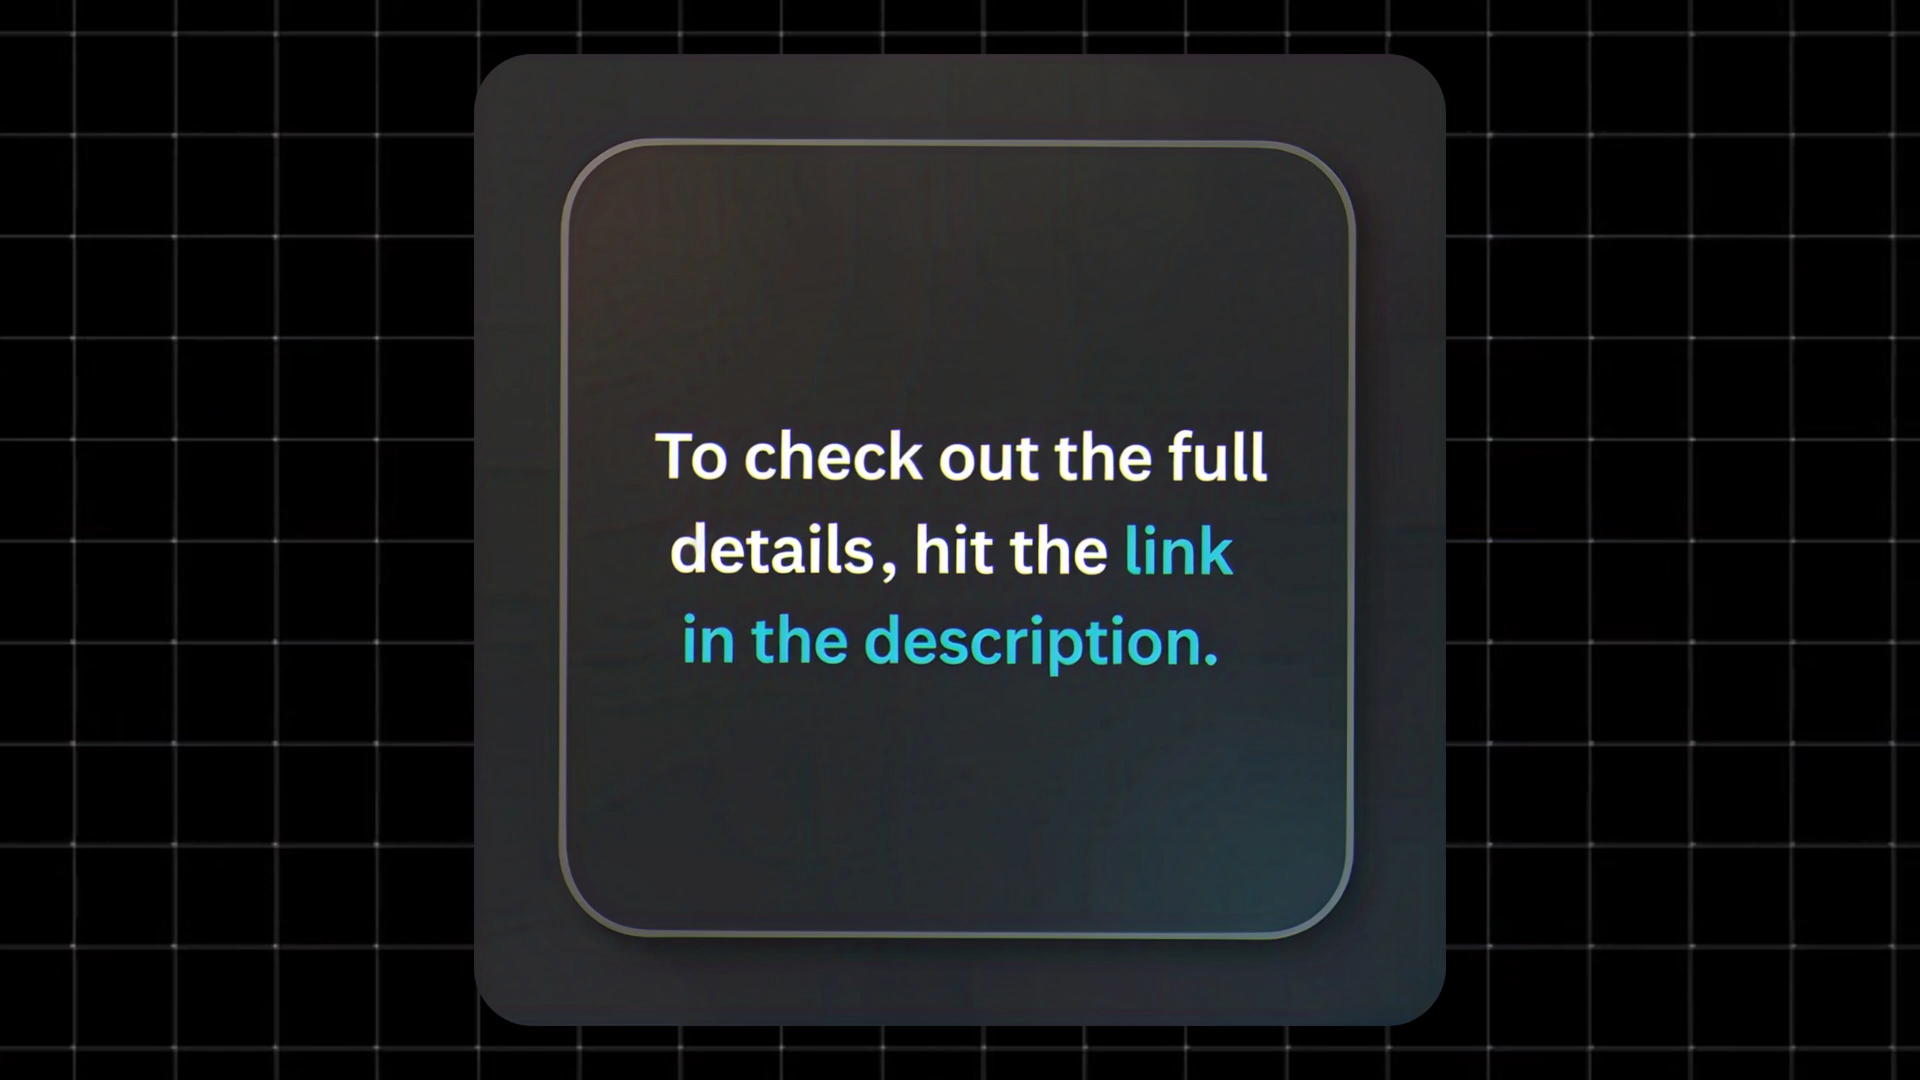 To check out the full
details, hit the link
in the description.